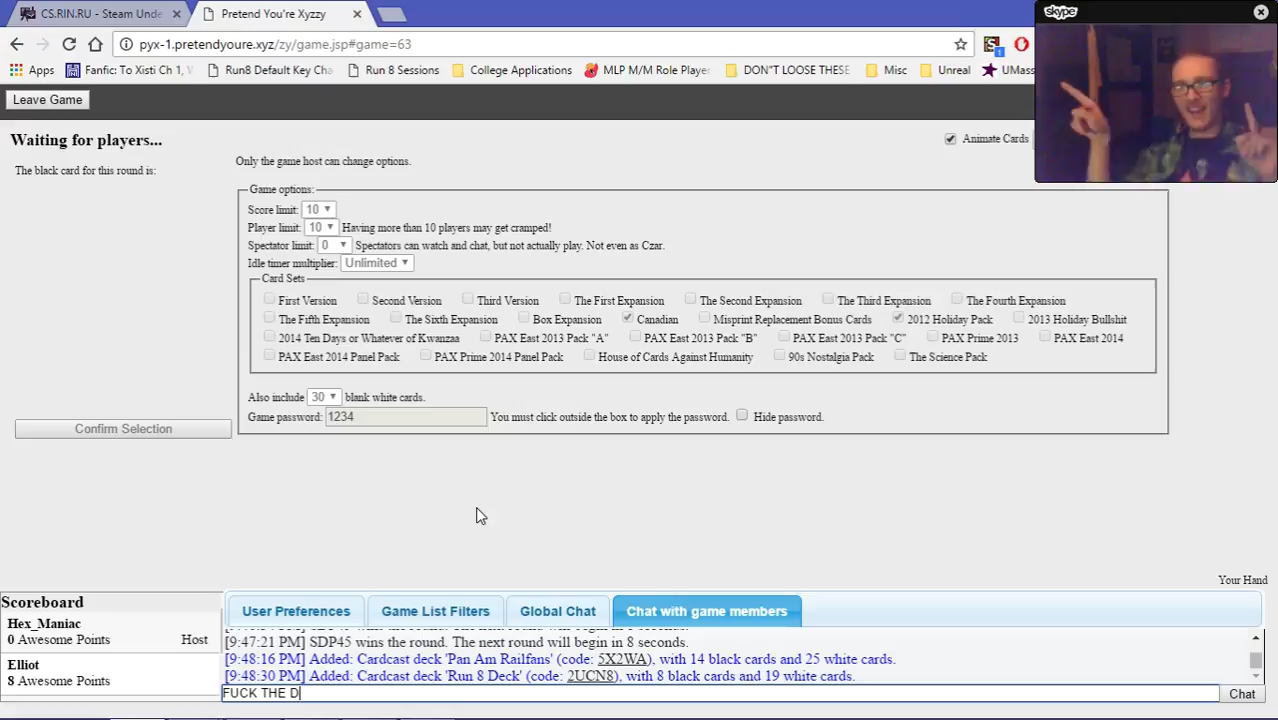 CS.RIN.RU - Steam Unde
Pretend You're Xyzzy
skype
pyx-1.pretendyoure.xyz/zy/game.jsp#game=63
Apps
Fanfic: To Xisti Ch 1,
Run8 Default Key Cha
Run 8 Sessions
College Applications
MLP M/M Role Player
DON"T LOOSE THESE
Misc
Unreal
UMass
Leave Game
Waiting for players...
Animate Cards
The black card for this round is:
Only the game host can change options.
Game options:
Score limit: 10
Player limit: 10 Having more than 10 players may get cramped!
Spectator limit: 0 Spectators can watch and chat, but not actually play. Not even as Czar.
Idle timer multiplier: Unlimited
Card Sets
First Version Second Version Third Version The First Expansion The Second Expansion The Third Expansion The Fourth Expansion
The Fifth Expansion The Sixth Expansion Box Expansion Canadian Misprint Replacement Bonus Cards 2012 Holiday Pack 2013 Holiday Bullshit
2014 Ten Days or Whatever of Kwanzaa PAX East 2013 Pack "A" PAX East 2013 Pack "B" PAX East 2013 Pack "C" PAX Prime 2013 PAX East 2014
PAX East 2014 Panel Pack PAX Prime 2014 Panel Pack House of Cards Against Humanity 90s Nostalgia Pack The Science Pack
Also include 30 blank white cards.
Game password: 1234 You must click outside the box to apply the password. Hide password.
Confirm Selection
Your Hand
Scoreboard
Hex_Maniac
0 Awesome Points Host
Elliot
8 Awesome Points
User Preferences
Game List Filters
Global Chat
Chat with game members
[9:47:21 PM] SDP45 wins the round. The next round will begin in 8 seconds.
[9:48:16 PM] Added: Cardcast deck 'Pan Am Railfans' (code: 5X2WA), with 14 black cards and 25 white cards.
[9:48:30 PM] Added: Cardcast deck 'Run 8 Deck' (code: 2UCN8), with 8 black cards and 19 white cards.
FUCK THE D
Chat